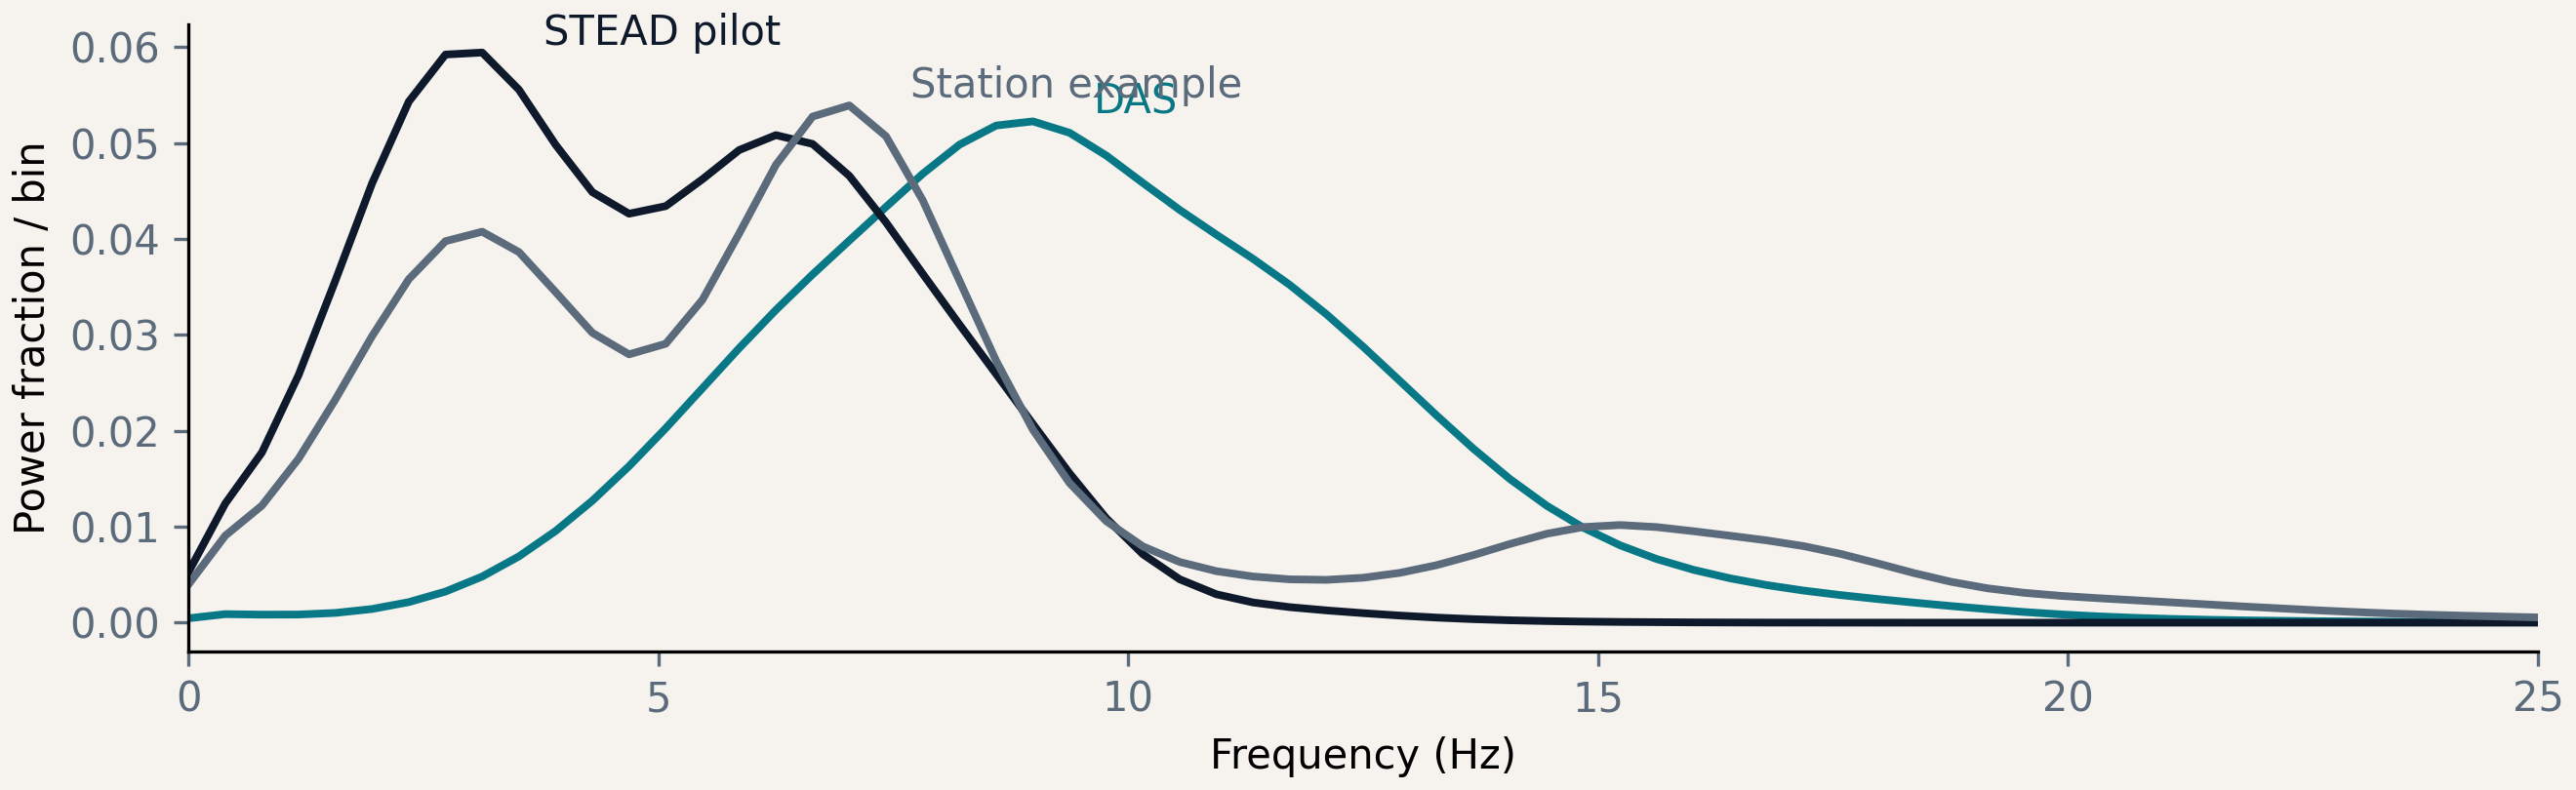 STEAD pilot
Station example
DAS
Power fraction / bin
0.06
0.05
0.04
0.03
0.02
0.01
0.00
0
5
10
15
20
25
Frequency (Hz)